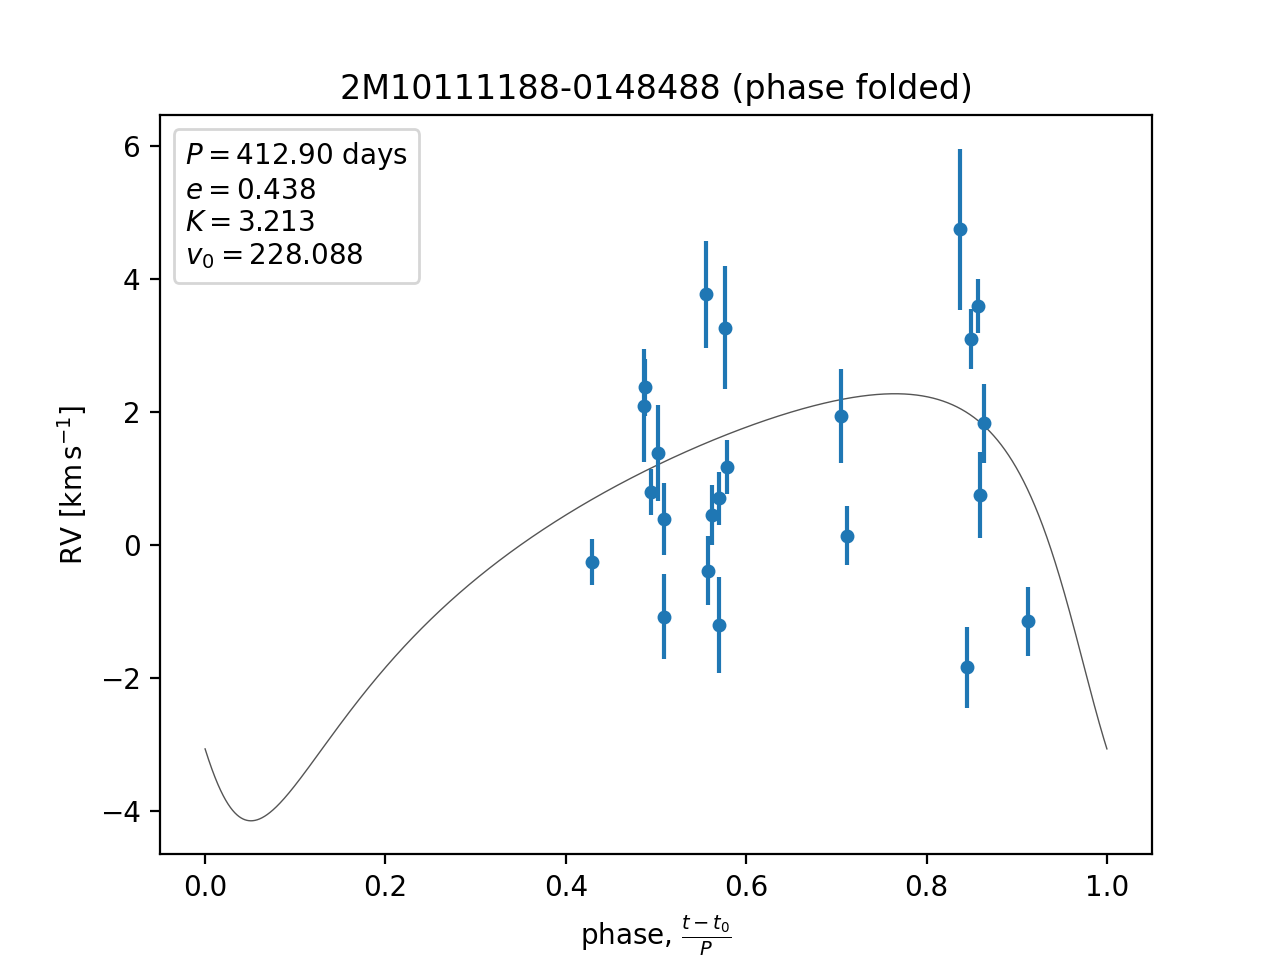 2M10111188-0148488 (phase folded)
P = 412.90 days
e = 0.438
K = 3.213
v₀ = 228.088
6
4
2
0
−2
−4
RV [km s⁻¹]
0.0 0.2 0.4 0.6 0.8 1.0
phase, (t − t₀)/P